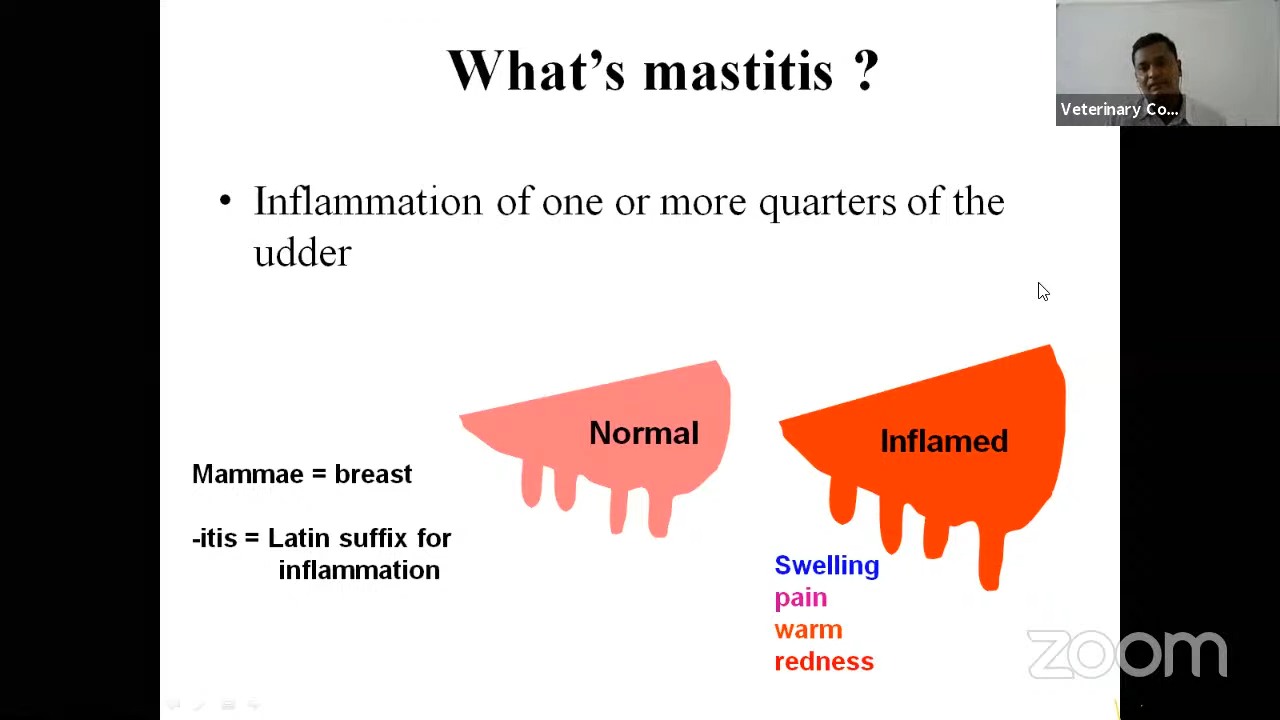 What's mastitis ?
Veterinary Co...
• Inflammation of one or more quarters of the
udder
Normal
Inflamed
Mammae = breast
-itis = Latin suffix for
inflammation
Swelling
pain
warm
redness
zoom